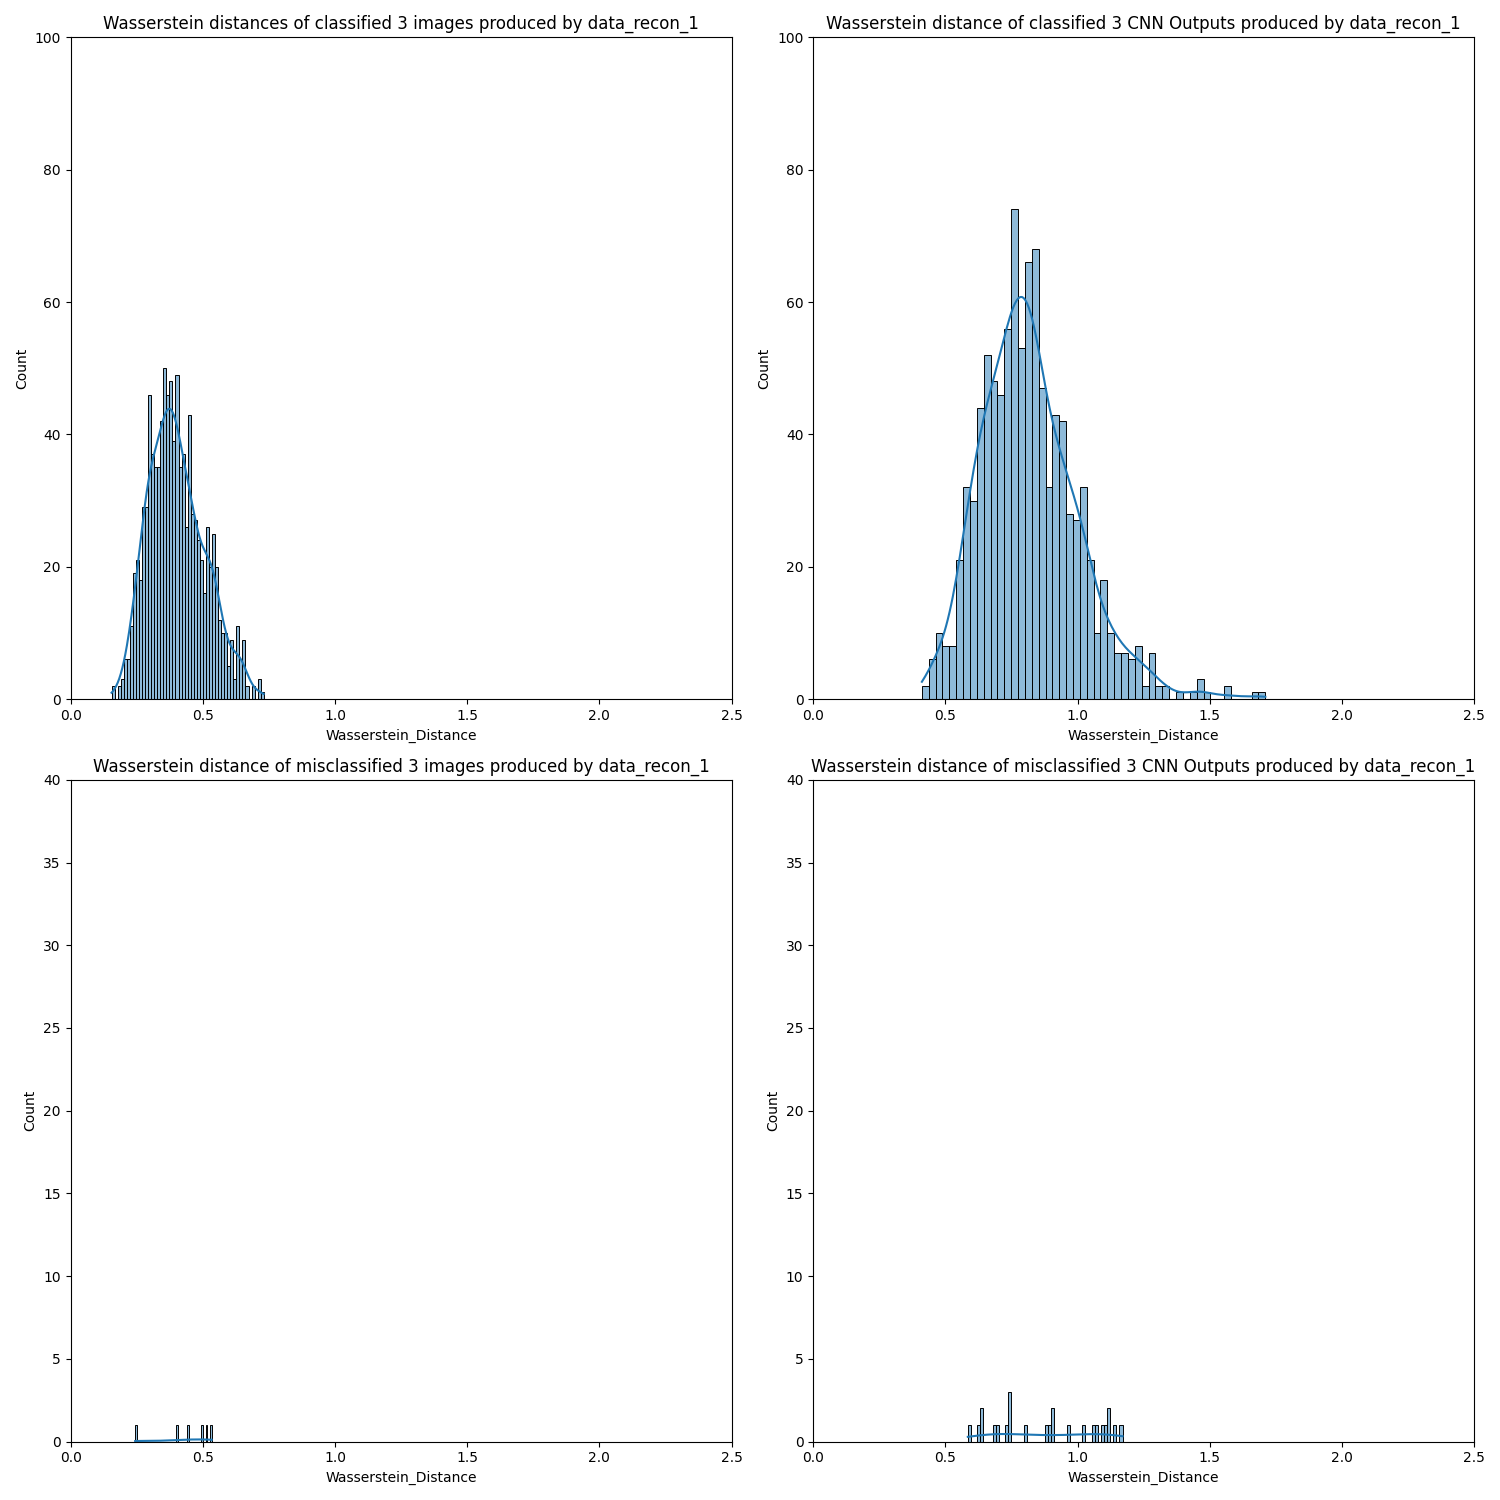 Wasserstein distances of classified 3 images produced by data_recon_1
100
80
60
40
20
0
Count
0.0 0.5 1.0 1.5 2.0 2.5
Wasserstein_Distance
Wasserstein distance of classified 3 CNN Outputs produced by data_recon_1
100
80
60
40
20
0
Count
0.0 0.5 1.0 1.5 2.0 2.5
Wasserstein_Distance
Wasserstein distance of misclassified 3 images produced by data_recon_1
40
35
30
25
20
15
10
5
0
Count
0.0 0.5 1.0 1.5 2.0 2.5
Wasserstein_Distance
Wasserstein distance of misclassified 3 CNN Outputs produced by data_recon_1
40
35
30
25
20
15
10
5
0
Count
0.0 0.5 1.0 1.5 2.0 2.5
Wasserstein_Distance